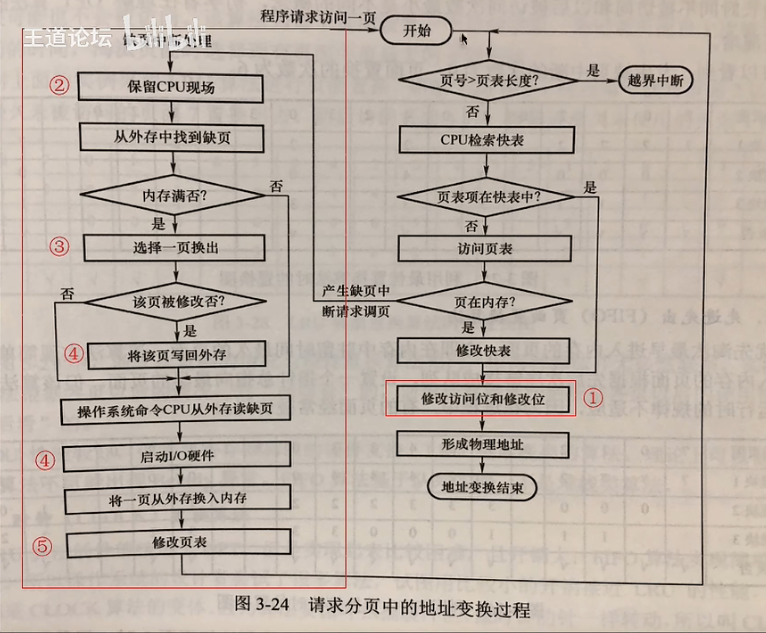 王道论坛
程序请求访问一页
开始
②
保留CPU现场
从外存中找到缺页
内存满否?
否
是
③
选择一页换出
该页被修改否?
否
是
④
将该页写回外存
操作系统命令CPU从外存读缺页
④
启动I/O硬件
将一页从外存换入内存
⑤
修改页表
页号>页表长度?
是
越界中断
否
CPU检索快表
页表项在快表中?
是
否
访问页表
产生缺页中
断请求调页
页在内存?
是
修改快表
修改访问位和修改位
①
形成物理地址
地址变换结束
图 3-24 请求分页中的地址变换过程